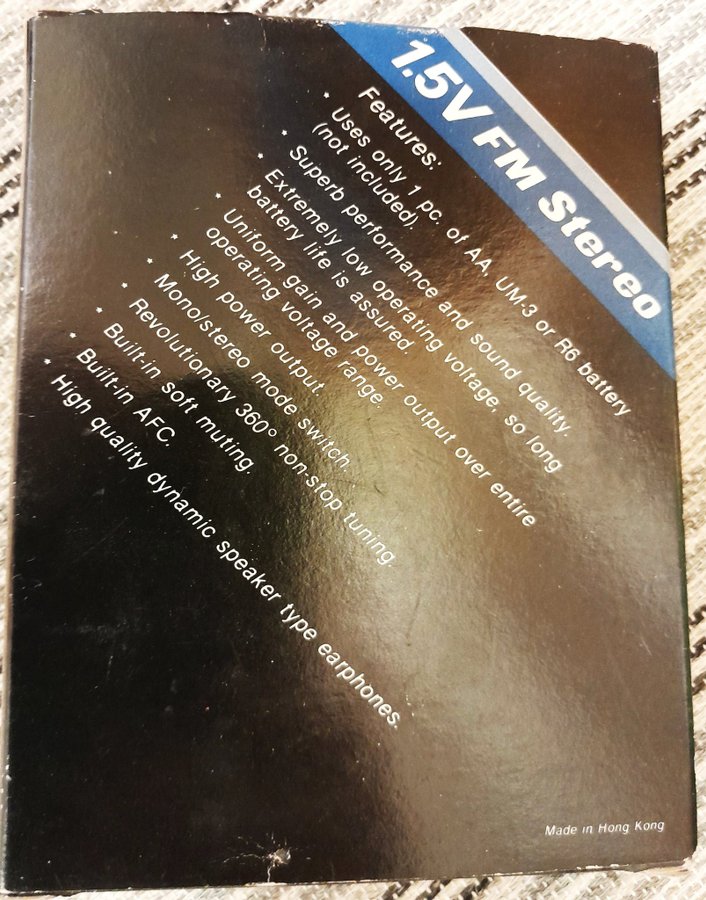 1.5V FM Stereo
Features:
* Uses only 1 pc. of AA, UM-3 or R6 battery
(not included).
* Superb performance and sound quality.
* Extremely low operating voltage, so long
battery life is assured.
* Uniform gain and power output over entire
operating voltage range.
* High power output.
* Mono/stereo mode switch.
* Revolutionary 360° non-stop tuning.
* Built-in soft muting.
* Built-in AFC.
* High quality dynamic speaker type earphones.
Made in Hong Kong